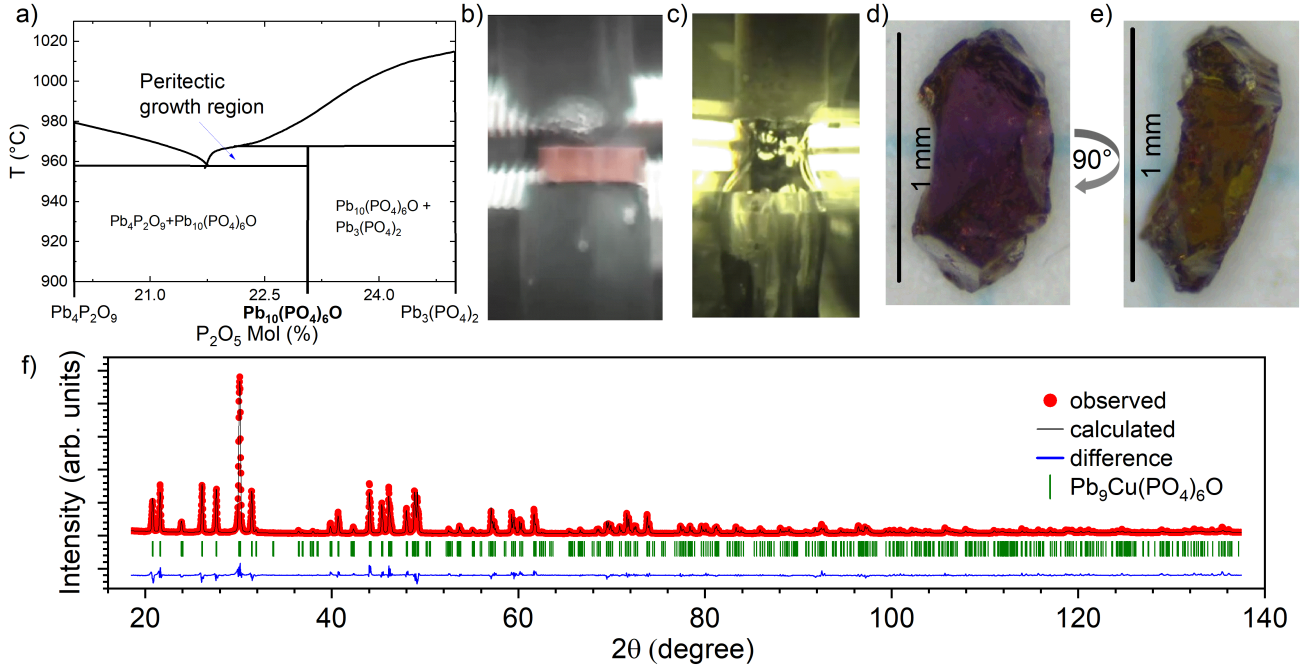 a)
1020
1000
980
960
940
920
900
T (°C)
Peritectic
growth region
Pb4P2O9+Pb10(PO4)6O
Pb10(PO4)6O +
Pb3(PO4)2
21.0
22.5
24.0
Pb4P2O9
Pb10(PO4)6O
Pb3(PO4)2
P2O5 Mol (%)
b)
c)
d)
1 mm
90°
e)
1 mm
f)
Intensity (arb. units)
observed
calculated
difference
Pb9Cu(PO4)6O
20
40
60
80
100
120
140
2θ (degree)